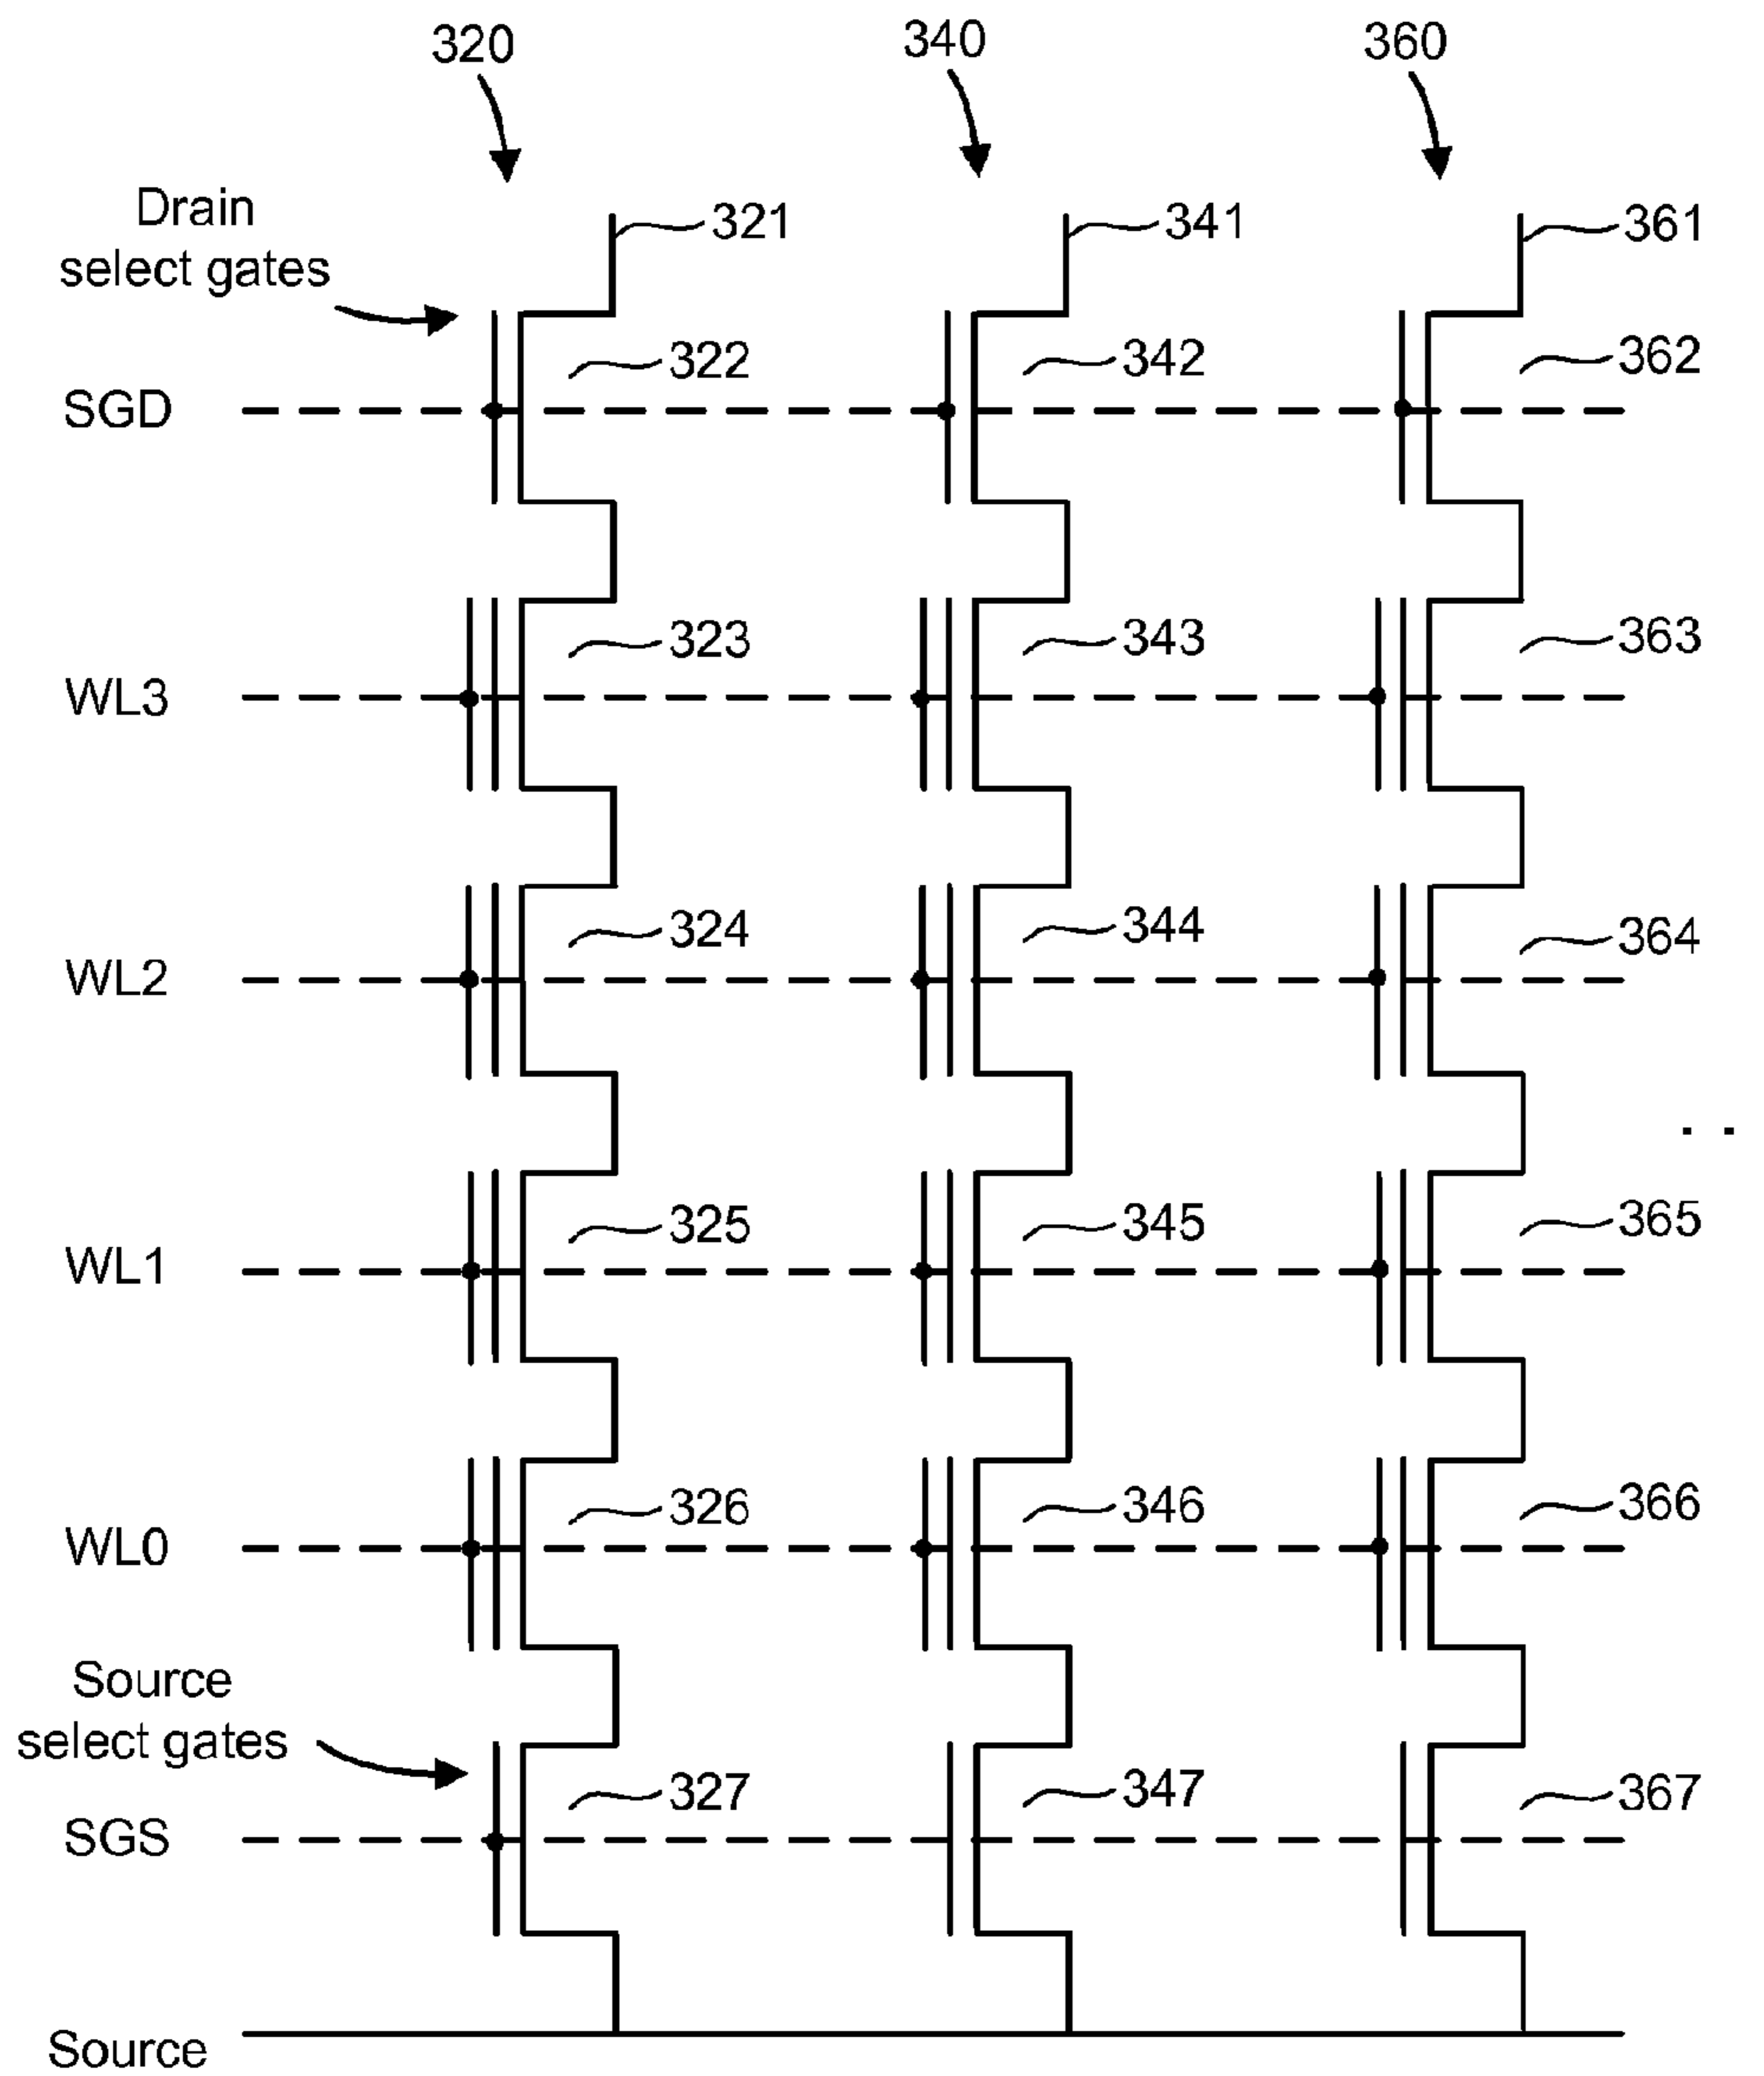 320 340 360
Drain
select gates
321 341 361
322 342 362
SGD
323 343 363
WL3
324 344 364
WL2
. .
325 345 365
WL1
326 346 366
WL0
Source
select gates
327 347 367
SGS
Source